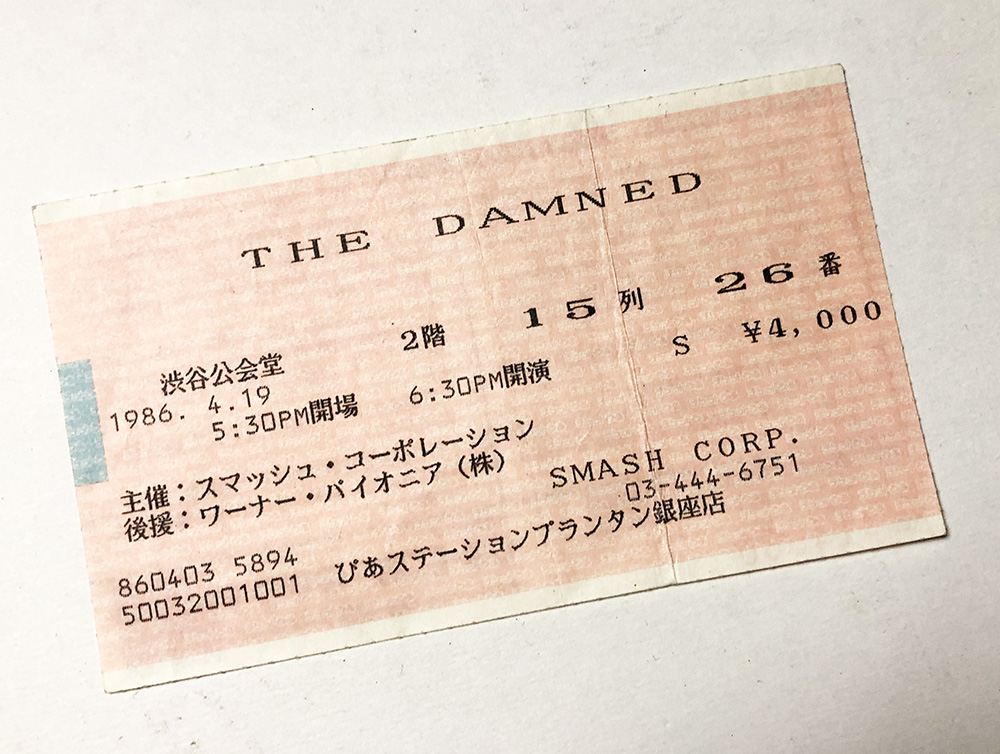 THE DAMNED
2階 15列 26番
渋谷公会堂 S ¥4,000
1986. 4.19
5:30PM開場 6:30PM開演
主催：スマッシュ・コーポレーション SMASH CORP.
後援：ワーナー・パイオニア（株） 03-444-6751
860403 5894 ぴあステーションプランタン銀座店
50032001001